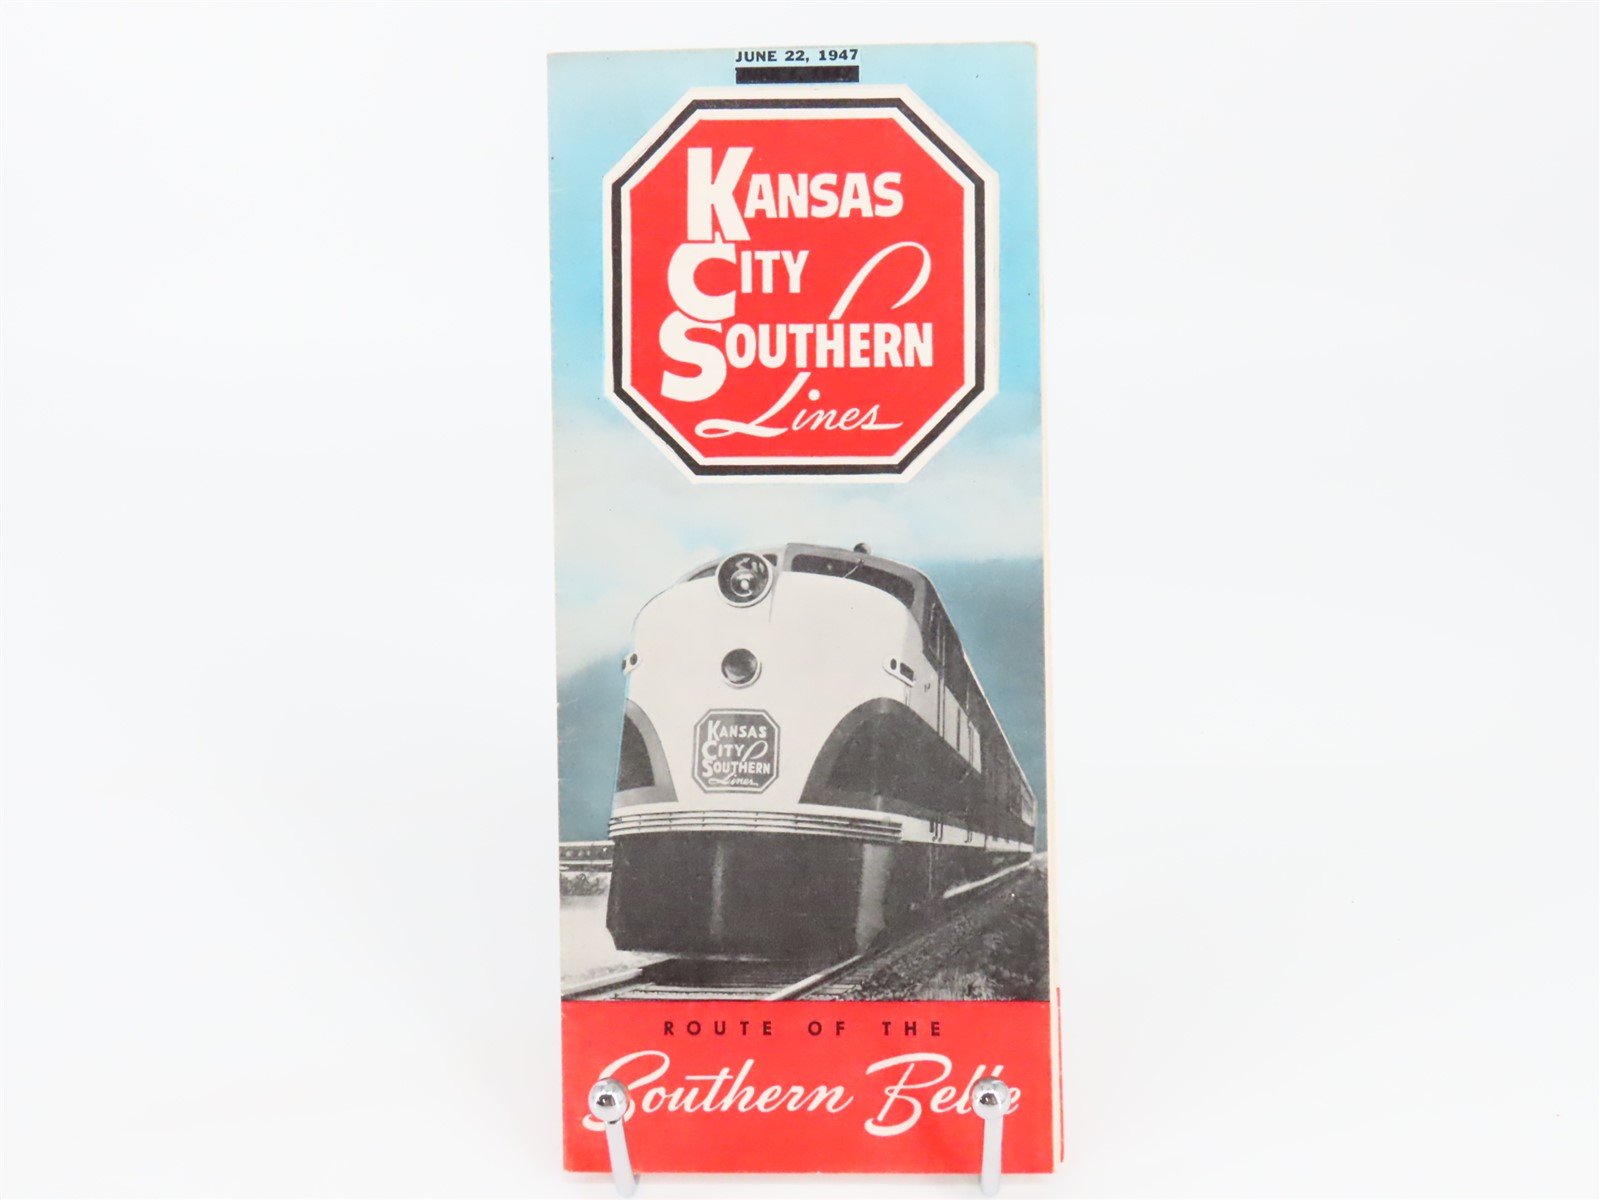 JUNE 22, 1947
KANSAS
CITY
SOUTHERN
Lines
KANSAS
CITY
SOUTHERN
Lines
ROUTE OF THE
Southern Belle